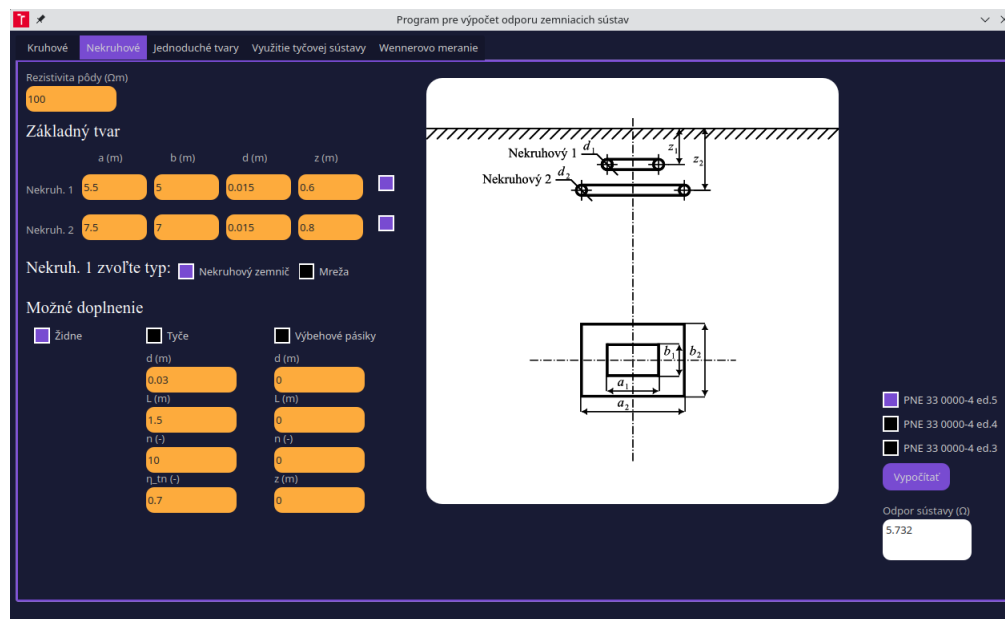 Program pre výpočet odporu zemniacich sústav
Kruhové Nekruhové Jednoduché tvary Využitie tyčovej sústavy Wennerovo meranie
Rezistivita pôdy (Ωm)
100
Základný tvar
a (m) b (m) d (m) z (m)
Nekruh. 1 5.5 5 0.015 0.6
Nekruh. 2 7.5 7 0.015 0.8
Nekruh. 1 zvoľte typ: Nekruhový zemnič Mreža
Možné doplnenie
Židne Tyče Výbehové pásiky
d (m) d (m)
0.03 0
L (m) L (m)
1.5 0
n (-) n (-)
10 0
η_tn (-) z (m)
0.7 0
Nekruhový 1 d₁ z₁
Nekruhový 2 d₂ z₂
b₁ b₂
a₁
a₂
PNE 33 0000-4 ed.5
PNE 33 0000-4 ed.4
PNE 33 0000-4 ed.3
Vypočítať
Odpor sústavy (Ω)
5.732